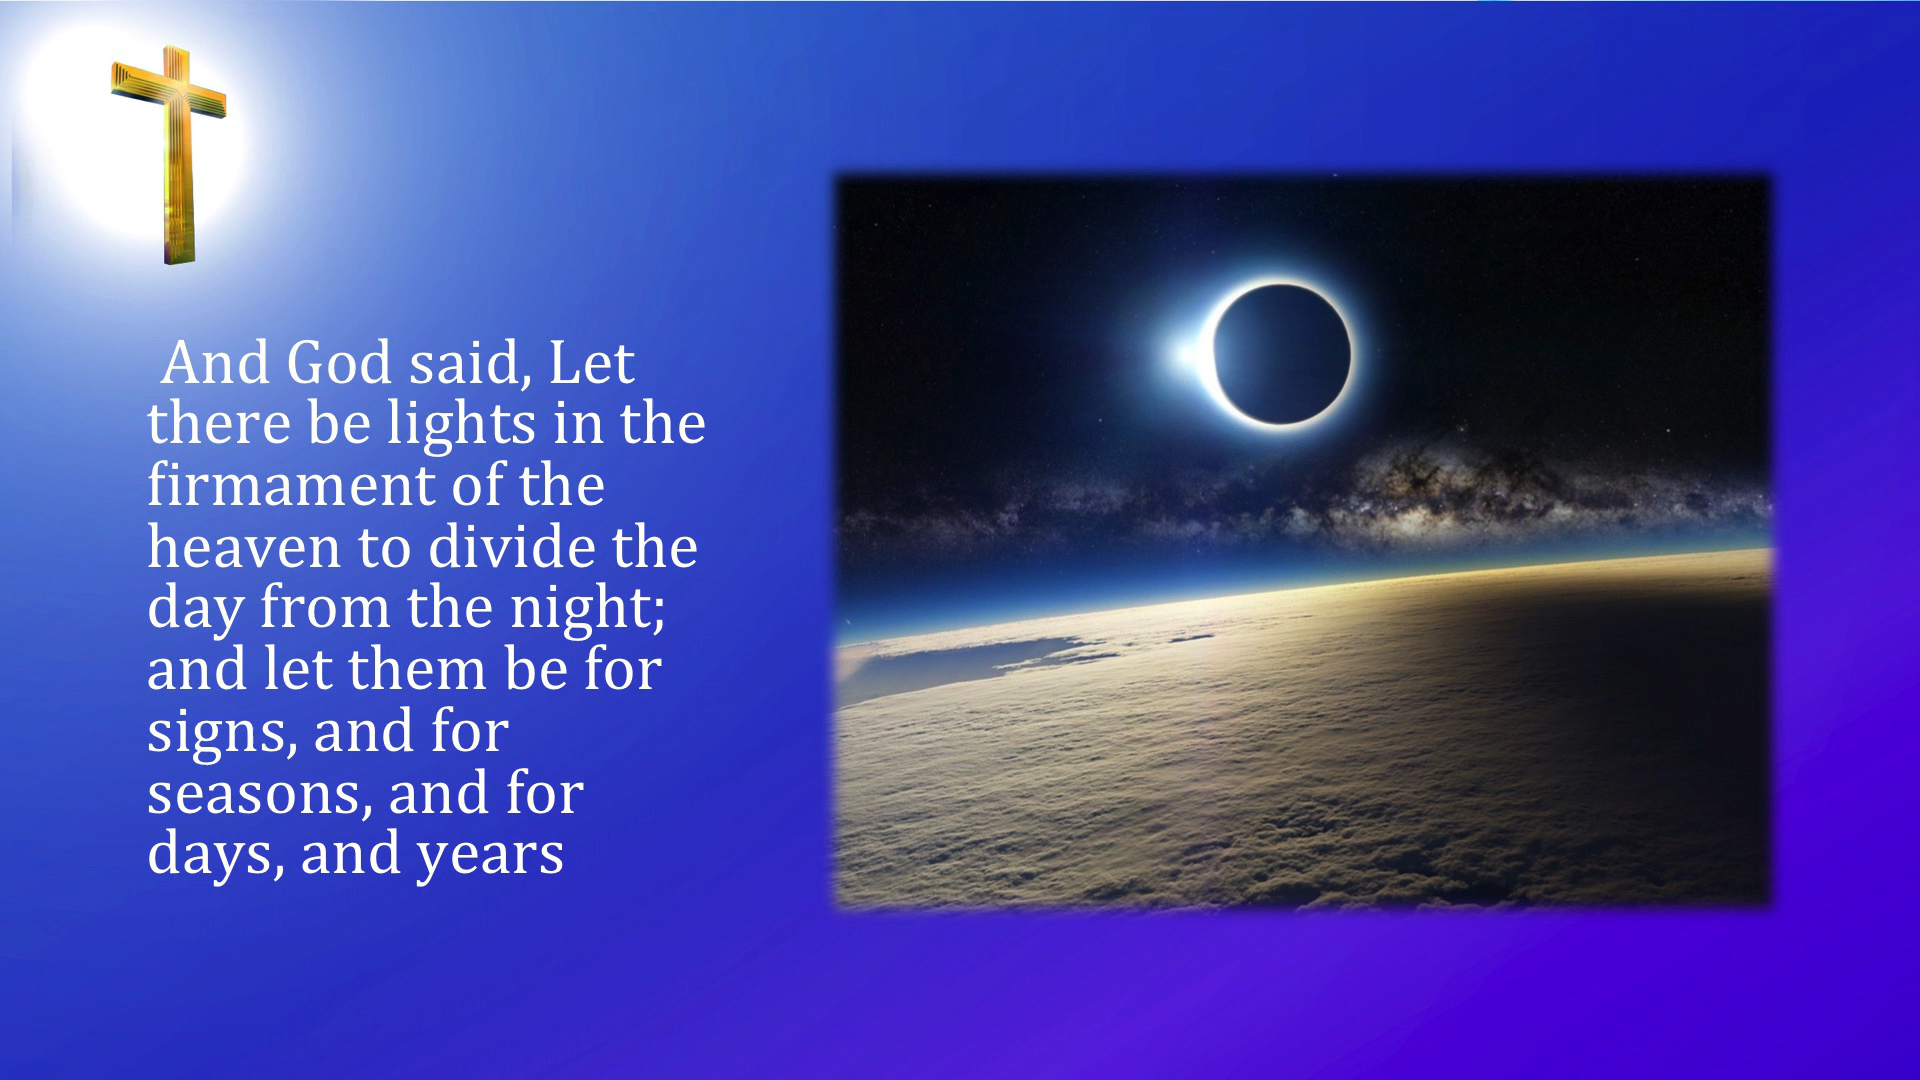 And God said, Let
there be lights in the
firmament of the
heaven to divide the
day from the night;
and let them be for
signs, and for
seasons, and for
days, and years